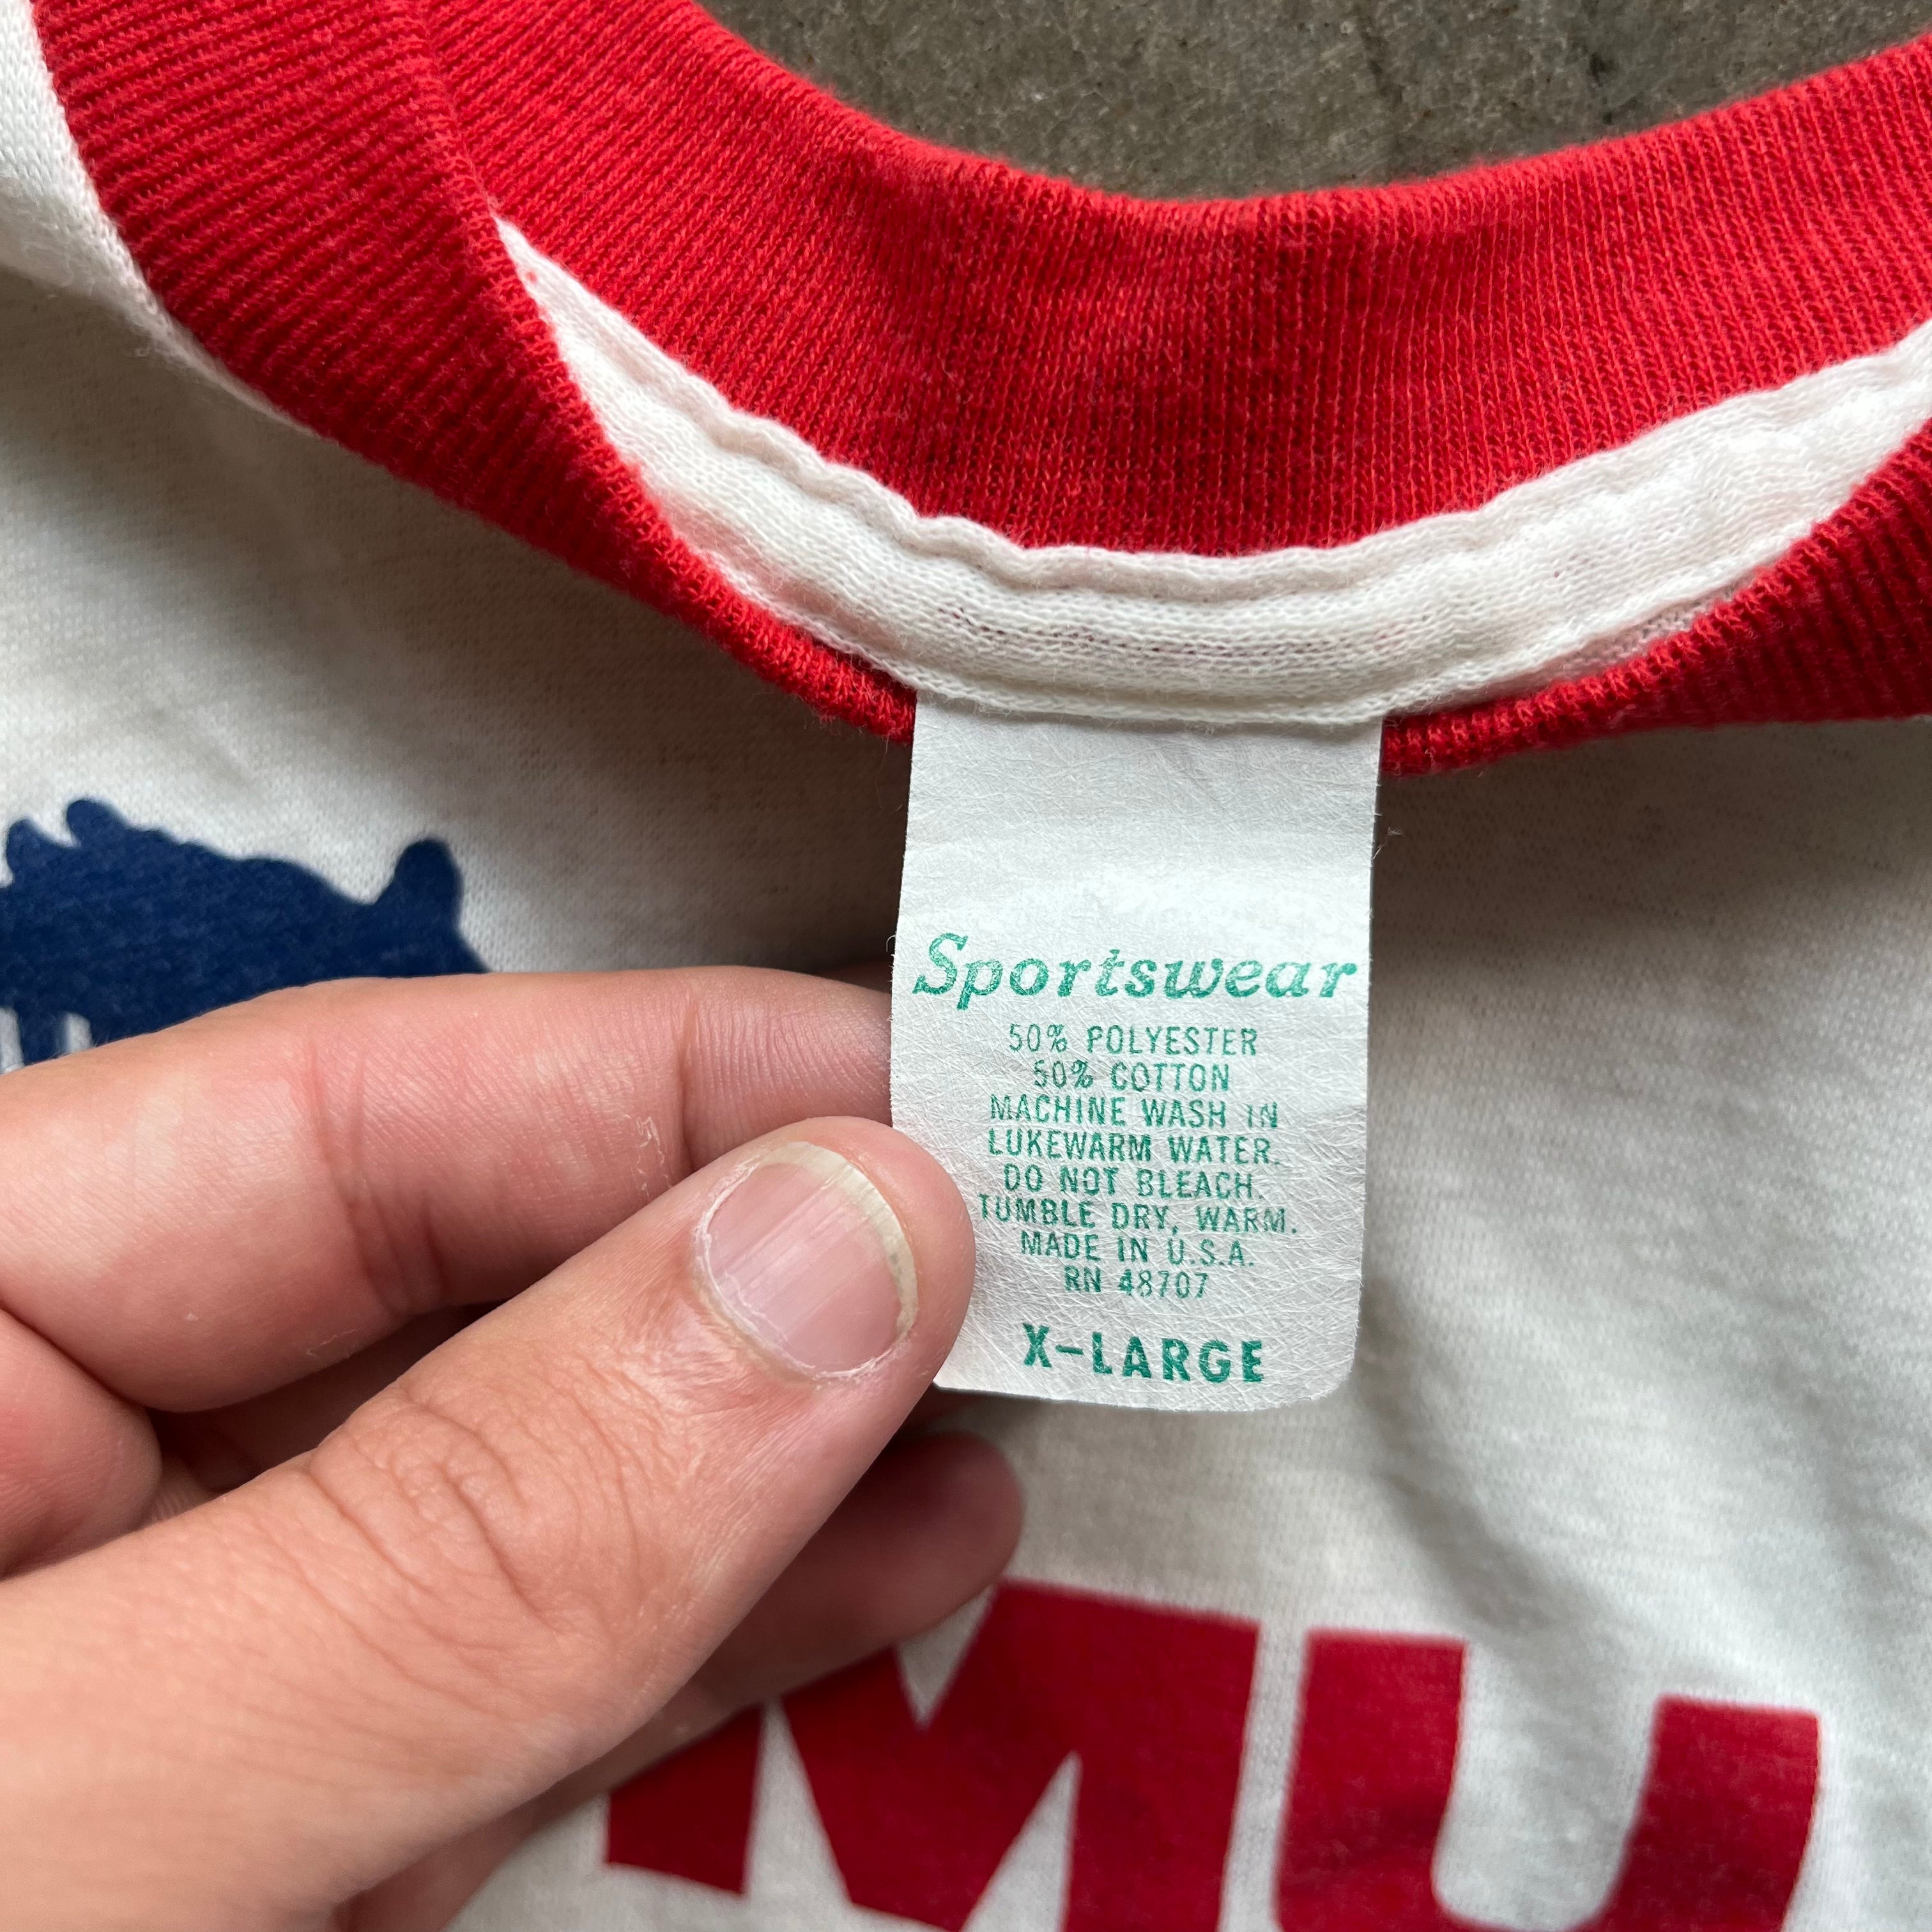 Sportswear
50% POLYESTER
50% COTTON
MACHINE WASH IN
LUKEWARM WATER.
DO NOT BLEACH.
TUMBLE DRY, WARM.
MADE IN U.S.A.
RN 48707
X-LARGE
MU